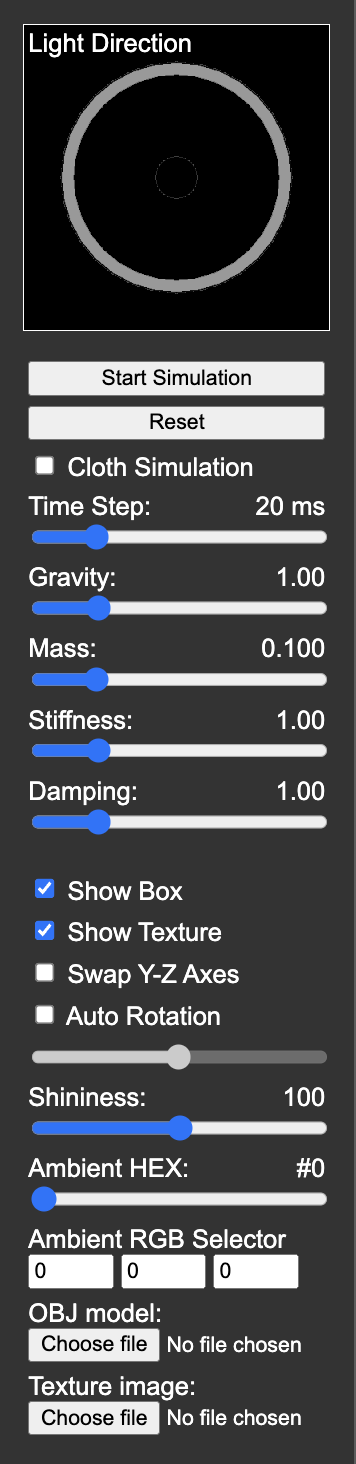 Light Direction
Start Simulation
Reset
Cloth Simulation
Time Step: 20 ms
Gravity: 1.00
Mass: 0.100
Stiffness: 1.00
Damping: 1.00
Show Box
Show Texture
Swap Y-Z Axes
Auto Rotation
Shininess: 100
Ambient HEX: #0
Ambient RGB Selector
0 0 0
OBJ model:
Choose file No file chosen
Texture image:
Choose file No file chosen